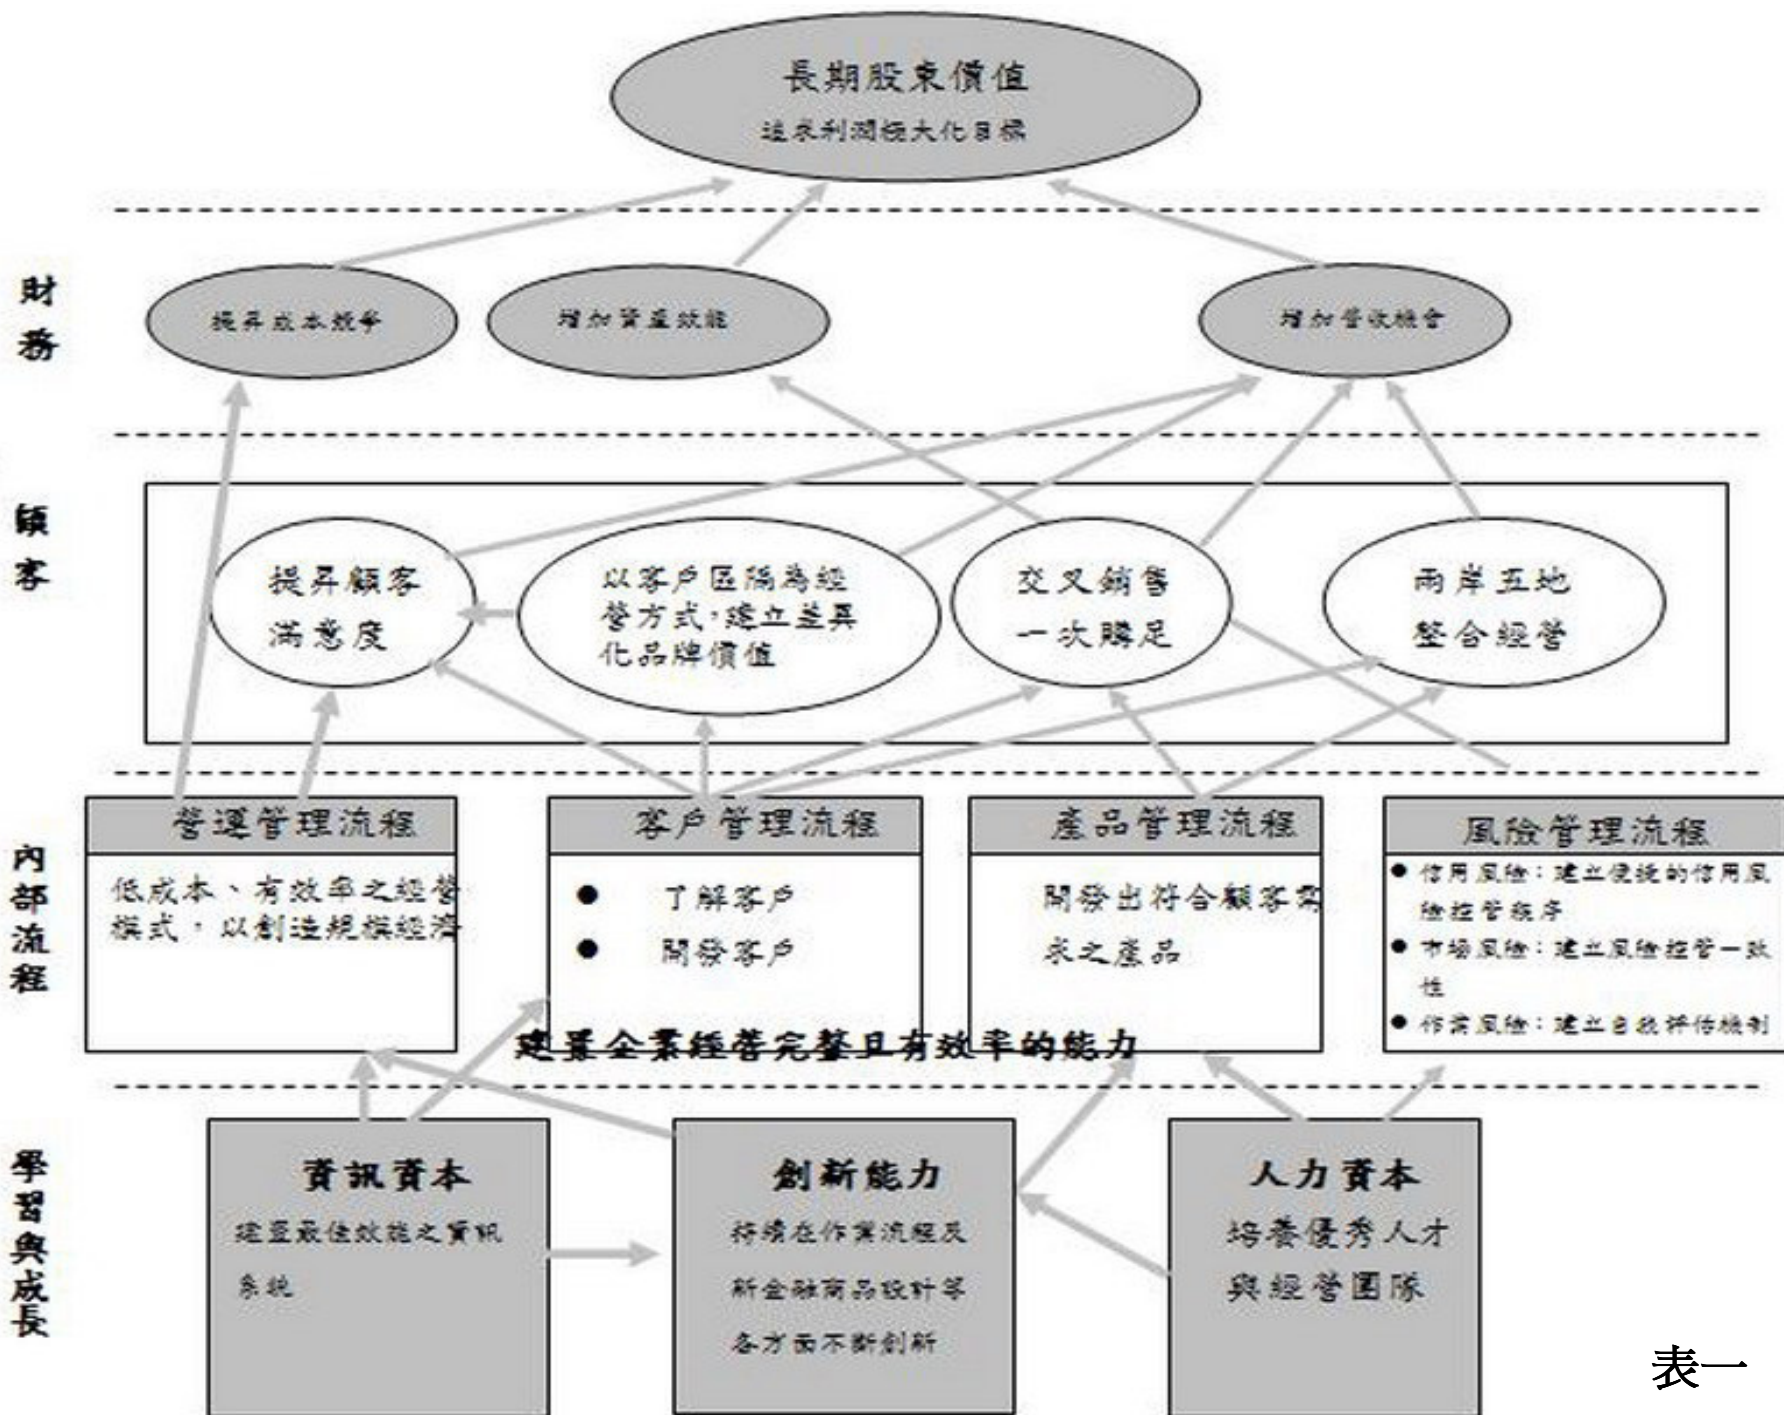 長期股東價值
追求利潤極大化目標
財務
提昇成本效率
增加資產效能
增加營收機會
顧客
提昇顧客
滿意度
以客戶區隔為經
營方式，建立差異
化品牌價值
交叉銷售
一次購足
兩岸五地
整合經營
內部流程
營運管理流程
低成本、有效率之經營
模式，以創造規模經濟
客戶管理流程
● 了解客戶
● 開發客戶
產品管理流程
開發出符合顧客需
求之產品
風險管理流程
● 信用風險：建立便捷的信用風
險控管程序
● 市場風險：建立風險控管一致
性
● 作業風險：建立自我評估機制
建置企業經營完整且有效率的能力
學習與成長
資訊資本
建置最佳效能之資訊
系統
創新能力
持續在作業流程及
新金融商品設計等
各方面不斷創新
人力資本
培養優秀人才
與經營團隊
表一